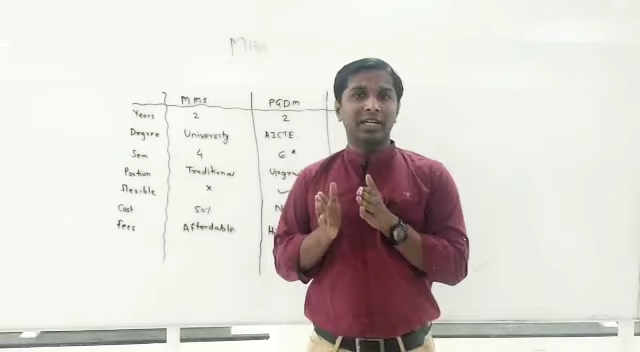 MBA
MMS PGDM
Years 2 2
Degree University AICTE
Sem 4 6 *
Portion Traditional
flexible x ✓
Cast 50%
fees Affordable